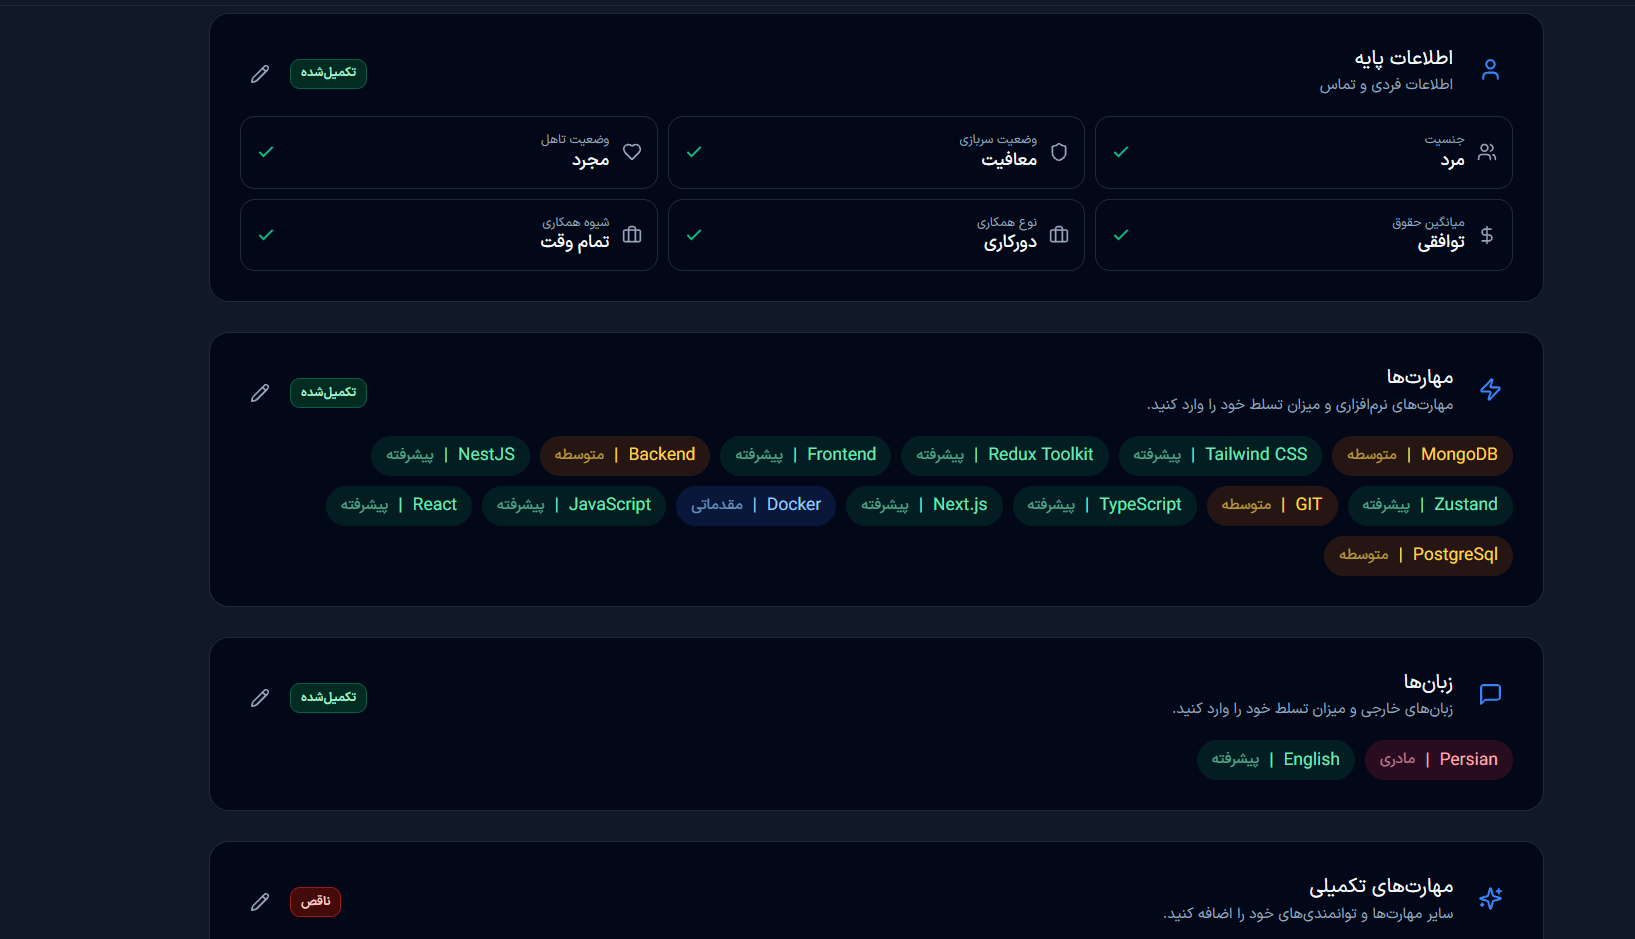 اطلاعات پایه
اطلاعات فردی و تماس
تکمیل‌شده
جنسیت
مرد
وضعیت سربازی
معافیت
وضعیت تاهل
مجرد
میانگین حقوق
توافقی
نوع همکاری
دورکاری
شیوه همکاری
تمام وقت
مهارت‌ها
مهارت‌های نرم‌افزاری و میزان تسلط خود را وارد کنید.
تکمیل‌شده
MongoDB | متوسطه
Tailwind CSS | پیشرفته
Redux Toolkit | پیشرفته
Frontend | پیشرفته
Backend | متوسطه
NestJS | پیشرفته
Zustand | پیشرفته
GIT | متوسطه
TypeScript | پیشرفته
Next.js | پیشرفته
Docker | مقدماتی
JavaScript | پیشرفته
React | پیشرفته
PostgreSql | متوسطه
زبان‌ها
زبان‌های خارجی و میزان تسلط خود را وارد کنید.
تکمیل‌شده
Persian | مادری
English | پیشرفته
مهارت‌های تکمیلی
سایر مهارت‌ها و توانمندی‌های خود را اضافه کنید.
ناقص